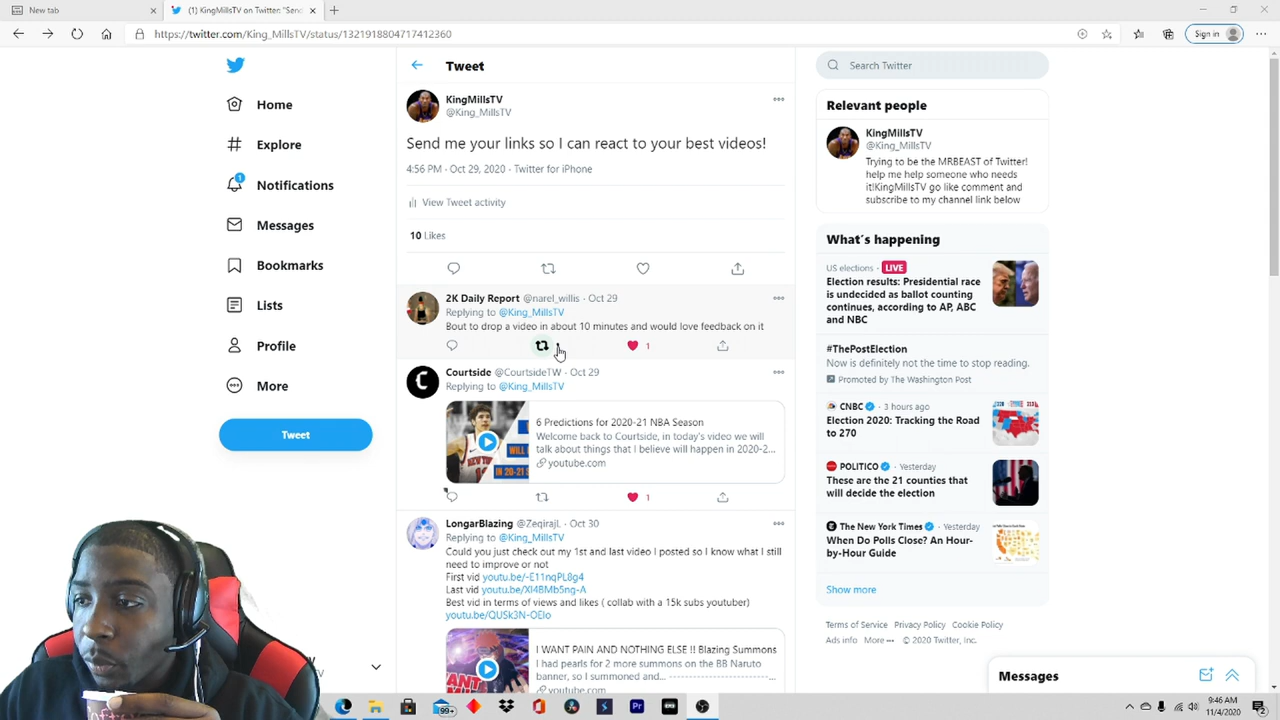 New tab
(1) KingMillsTV on Twitter: "Send
https://twitter.com/King_MillsTV/status/1321918804717412360
Sign in
Home
Explore
1
Notifications
Messages
Bookmarks
Lists
Profile
More
Tweet
Tweet
KingMillsTV
@King_MillsTV
Send me your links so I can react to your best videos!
4:56 PM · Oct 29, 2020 · Twitter for iPhone
View Tweet activity
10 Likes
2K Daily Report @narel_willis · Oct 29
Replying to @King_MillsTV
Bout to drop a video in about 10 minutes and would love feedback on it
1
Courtside @CourtsideTW · Oct 29
Replying to @King_MillsTV
6 Predictions for 2020-21 NBA Season
Welcome back to Courtside, in today's video we will
talk about things that I believe will happen in 2020-2...
youtube.com
1
LongarBlazing @ZeqirajL · Oct 30
Replying to @King_MillsTV
Could you just check out my 1st and last video I posted so I know what I still
need to improve or not
First vid youtu.be/-E11nqPL8g4
Last vid youtu.be/Xl4BMb5ng-A
Best vid in terms of views and likes ( collab with a 15k subs youtuber)
youtu.be/QUSk3N-OEIo
I WANT PAIN AND NOTHING ELSE !! Blazing Summons
I had pearls for 2 more summons on the BB Naruto
banner, so I summoned and...
youtube.com
Search Twitter
Relevant people
KingMillsTV
@King_MillsTV
Trying to be the MRBEAST of Twitter!
help me help someone who needs
it!KingMillsTV go like comment and
subscribe to my channel link below
What's happening
US elections · LIVE
Election results: Presidential race
is undecided as ballot counting
continues, according to AP, ABC
and NBC
#ThePostElection
Now is definitely not the time to stop reading.
Promoted by The Washington Post
CNBC · 3 hours ago
Election 2020: Tracking the Road
to 270
POLITICO · Yesterday
These are the 21 counties that
will decide the election
The New York Times · Yesterday
When Do Polls Close? An Hour-
by-Hour Guide
Show more
Terms of Service Privacy Policy Cookie Policy
Ads info More © 2020 Twitter, Inc.
Messages
99+
Pr
9:46 AM
11/4/2020
2